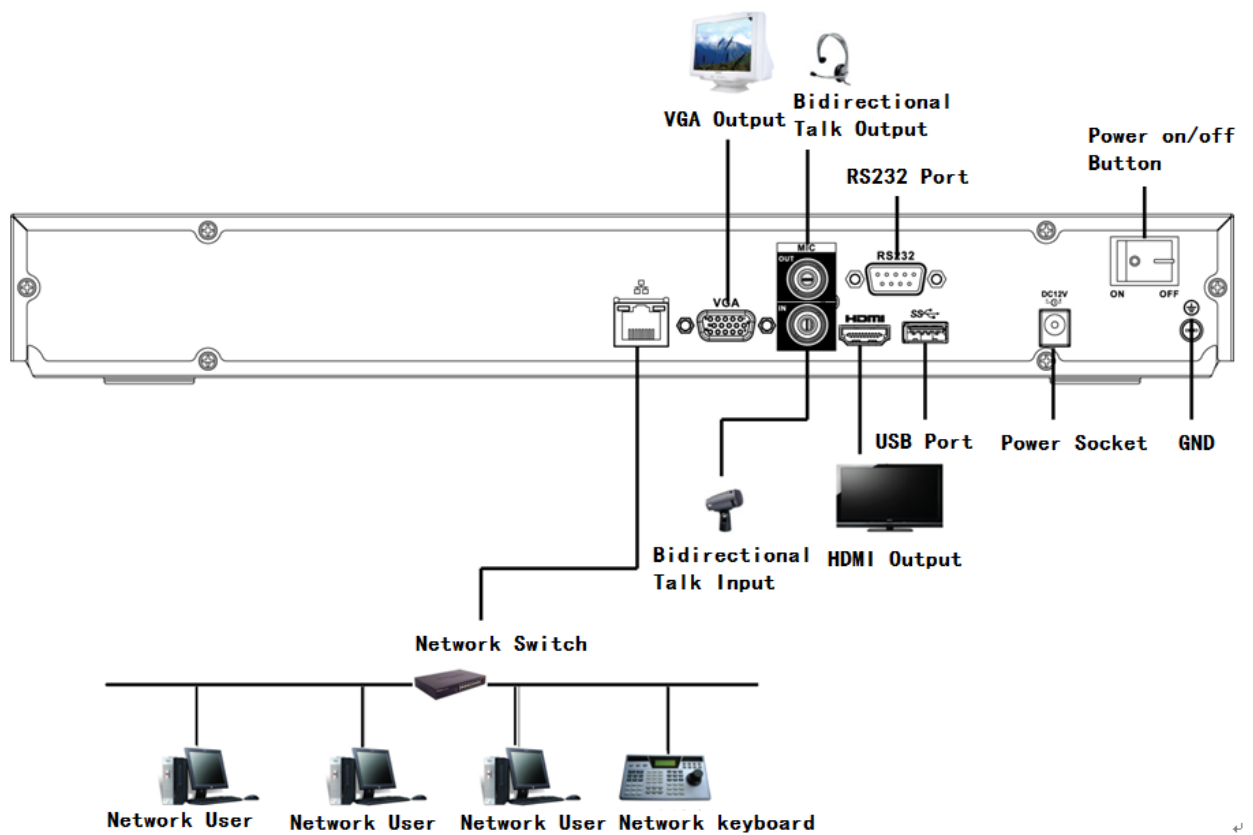 VGA Output
Bidirectional
Talk Output
RS232 Port
Power on/off
Button
MIC
OUT
RS232
ON OFF
DC12V
VGA
IN
HDMI
SS
USB Port
Power Socket
GND
Bidirectional
Talk Input
HDMI Output
Network Switch
Network User
Network User
Network User
Network keyboard